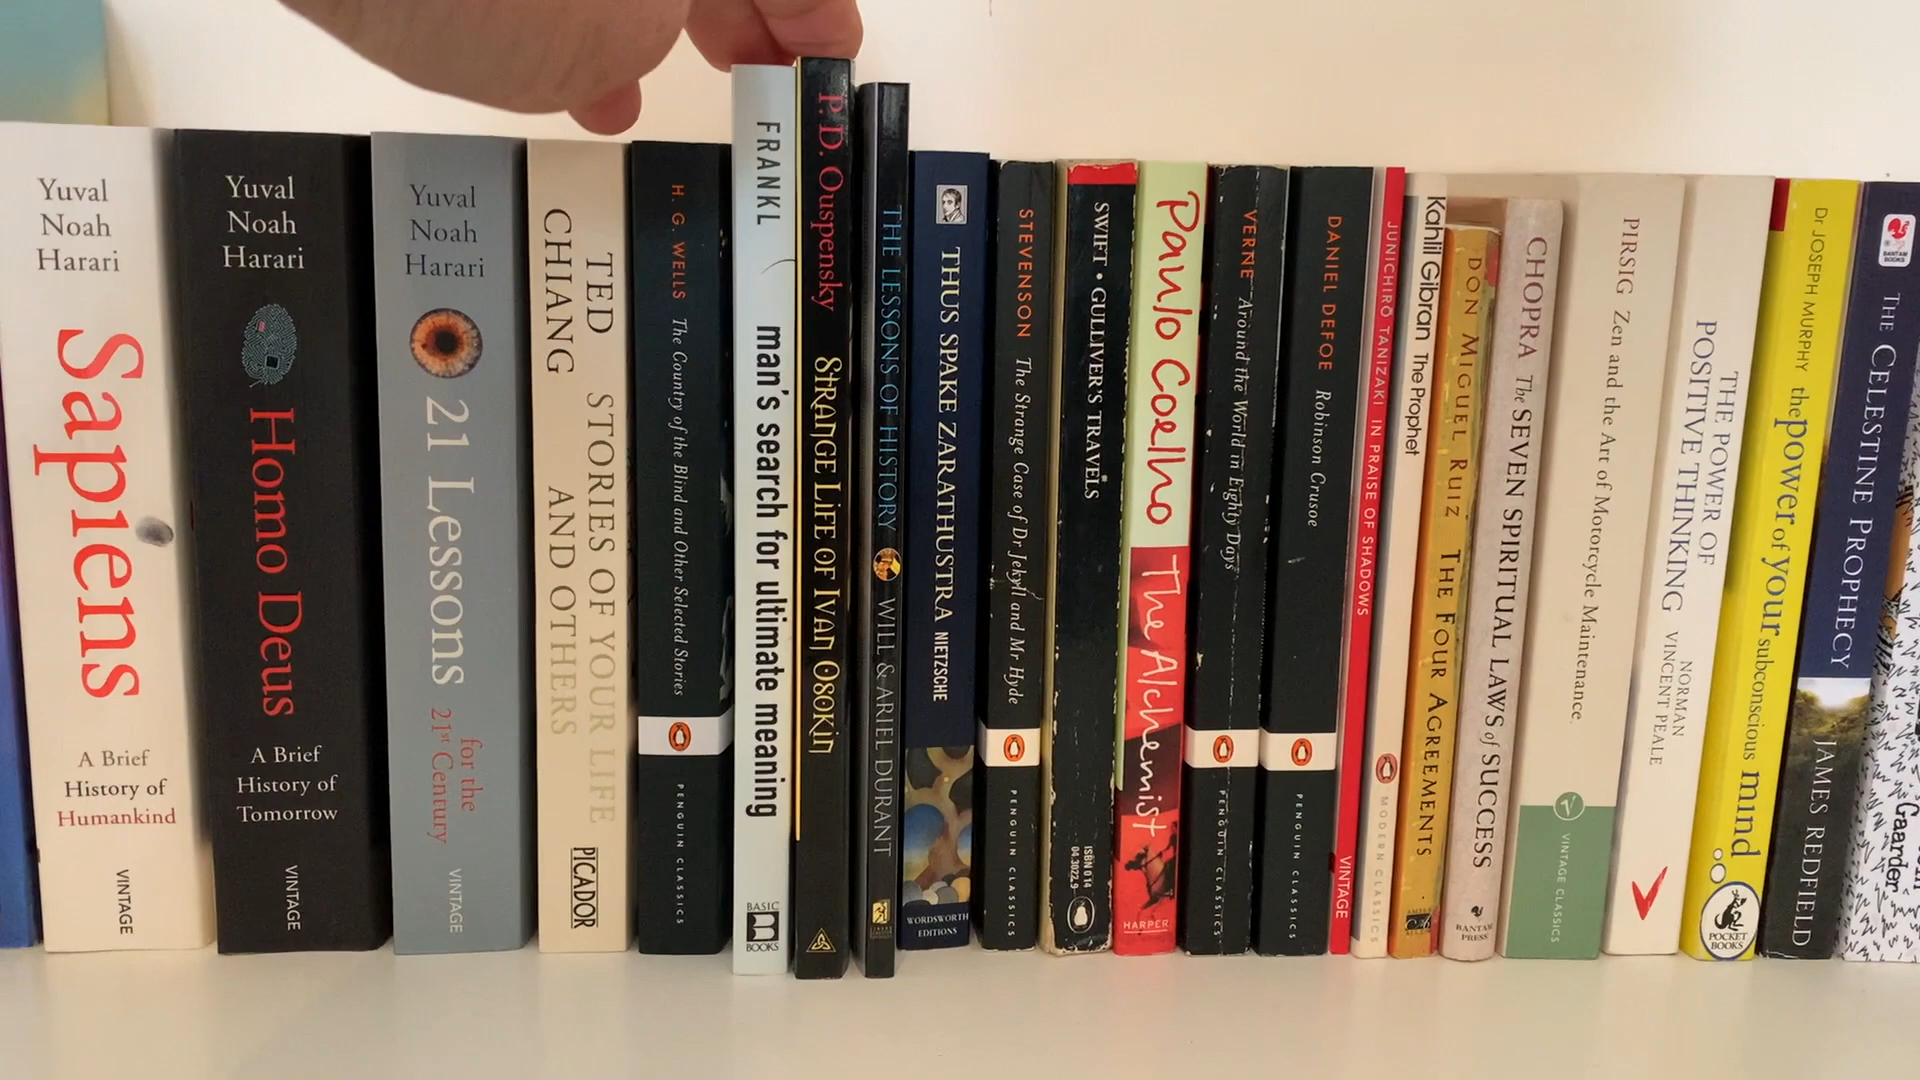 Yuval
Noah
Harari
Sapiens
A Brief
History of
Humankind
VINTAGE
Yuval
Noah
Harari
Homo Deus
A Brief
History of
Tomorrow
VINTAGE
Yuval
Noah
Harari
21 Lessons
for the
21st Century
VINTAGE
TED
CHIANG
STORIES OF YOUR LIFE
AND OTHERS
PICADOR
H. G. WELLS The Country of the Blind and Other Selected Stories
PENGUIN CLASSICS
FRANKL
man's search for ultimate meaning
BASIC
BOOKS
P. D. Ouspensky
STRANGE LIFE OF IVAN OSOKIN
THE LESSONS OF HISTORY
WILL & ARIEL DURANT
THUS SPAKE ZARATHUSTRA NIETZSCHE
WORDSWORTH
EDITIONS
STEVENSON The Strange Case of Dr Jekyll and Mr Hyde
PENGUIN CLASSICS
SWIFT • GULLIVER'S TRAVELS
ISBN 0 14
04.3022.9
Paulo Coelho
The Alchemist
HARPER
VERNE Around the World in Eighty Days
PENGUIN CLASSICS
DANIEL DEFOE Robinson Crusoe
PENGUIN CLASSICS
JUNICHIRŌ TANIZAKI IN PRAISE OF SHADOWS
VINTAGE
Kahlil Gibran The Prophet
MODERN CLASSICS
DON MIGUEL RUIZ THE FOUR AGREEMENTS
CHOPRA The SEVEN SPIRITUAL LAWS of SUCCESS
BANTAM
PRESS
PIRSIG Zen and the Art of Motorcycle Maintenance
VINTAGE CLASSICS
THE POWER OF
POSITIVE THINKING
NORMAN
VINCENT PEALE
Dr JOSEPH MURPHY the power of your subconscious mind
POCKET
BOOKS
BANTAM
BOOKS
THE CELESTINE PROPHECY
JAMES REDFIELD
Gaarder